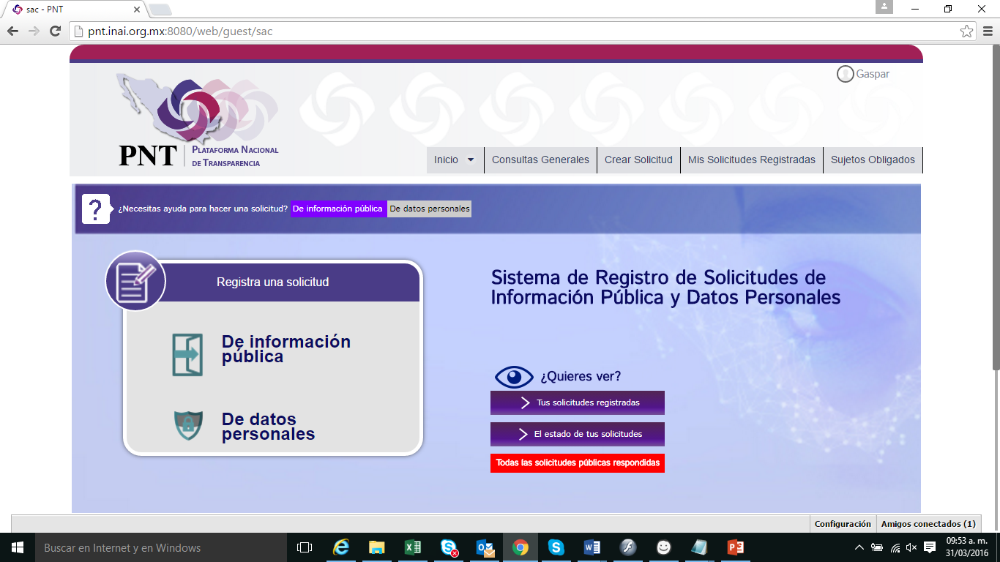 sac - PNT
pnt.inai.org.mx:8080/web/guest/sac
Gaspar
PNT
PLATAFORMA NACIONAL
DE TRANSPARENCIA
Inicio
Consultas Generales
Crear Solicitud
Mis Solicitudes Registradas
Sujetos Obligados
?
¿Necesitas ayuda para hacer una solicitud?
De información pública
De datos personales
Registra una solicitud
De información
pública
De datos
personales
Sistema de Registro de Solicitudes de
Información Pública y Datos Personales
¿Quieres ver?
Tus solicitudes registradas
El estado de tus solicitudes
Todas las solicitudes públicas respondidas
Configuración
Amigos conectados (1)
Buscar en Internet y en Windows
09:53 a. m.
31/03/2016